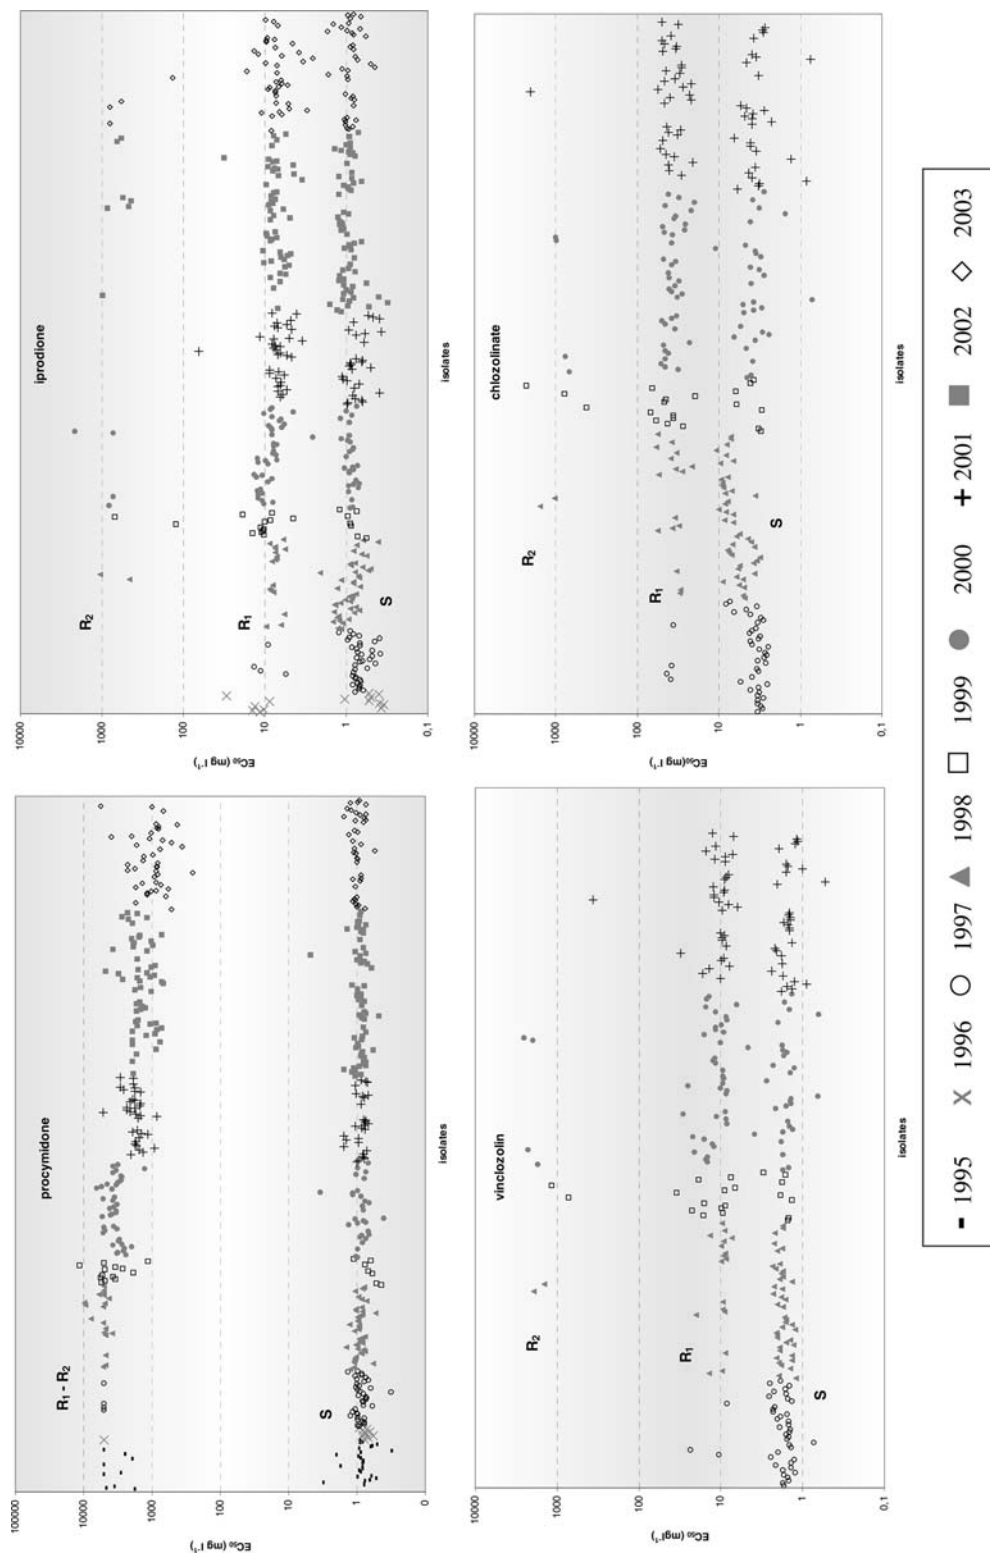 procymidone
100000
10000
1000
100
10
1
0
EC₅₀ (mg l⁻¹)
R₁ - R₂
S
isolates
iprodione
10000
1000
100
10
1
0,1
EC₅₀ (mg l⁻¹)
R₂
R₁
S
isolates
vinclozolin
10000
1000
100
10
1
0,1
EC₅₀ (mgl⁻¹)
R₂
R₁
S
isolates
chlozolinate
10000
1000
100
10
1
0,1
EC₅₀ (mg l⁻¹)
R₂
R₁
S
isolates
1995 1996 1997 1998 1999 2000 2001 2002 2003